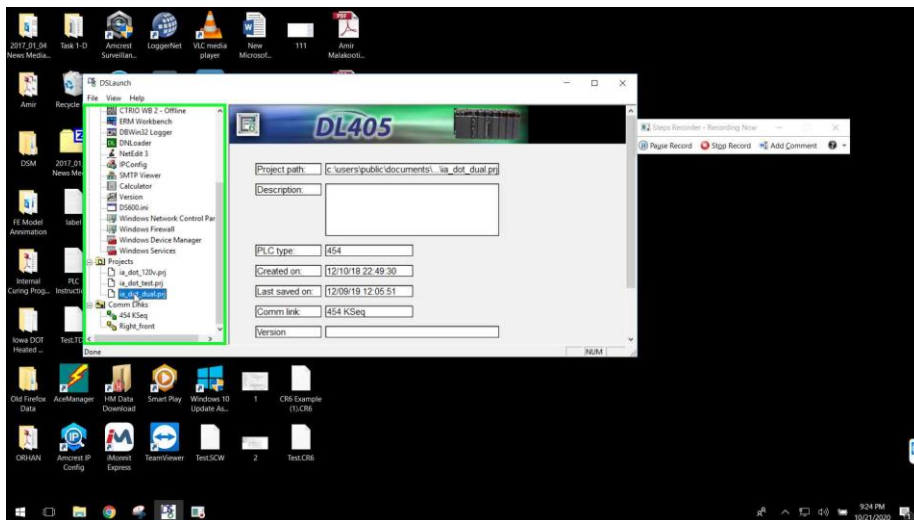 2017_01_04
News Media...
Task 1-D
Amcrest
Surveillan...
LoggerNet
VLC media
player
New
Microsof...
111
PDF
Amir
Malakooti...
Amir
Recycle
DSM
2017_01
News Me
FE Model
Annimation
label
Internal
Curing Prog...
PLC
Instructi
Iowa DOT
Heated ...
Test.TD
DSLaunch
File View Help
CTRIO WB 2 - Offline
ERM Workbench
DBWin32 Logger
DNLoader
NetEdit 3
IPConfig
SMTP Viewer
Calculator
Version
DS600.ini
Windows Network Control Par
Windows Firewall
Windows Device Manager
Windows Services
Projects
ia_dot_120v.prj
ia_dot_test.prj
ia_dot_dual.prj
Comm Links
454 KSeq
Right_front
Done
NUM
DL405
Project path: c:\users\public\documents\...\ia_dot_dual.prj
Description:
PLC type: 454
Created on: 12/10/18 22:49:30
Last saved on: 12/09/19 12:05:51
Comm link: 454 KSeq
Version
Steps Recorder - Recording Now
Pause Record Stop Record Add Comment
Old Firefox
Data
AceManager
HM Data
Download
Smart Play
Windows 10
Update As...
1
CR6 Example
(1).CR6
ORHAN
Amcrest IP
Config
iMonnit
Express
TeamViewer
Test.SCW
2
Test.CR6
9:24 PM
10/21/2020